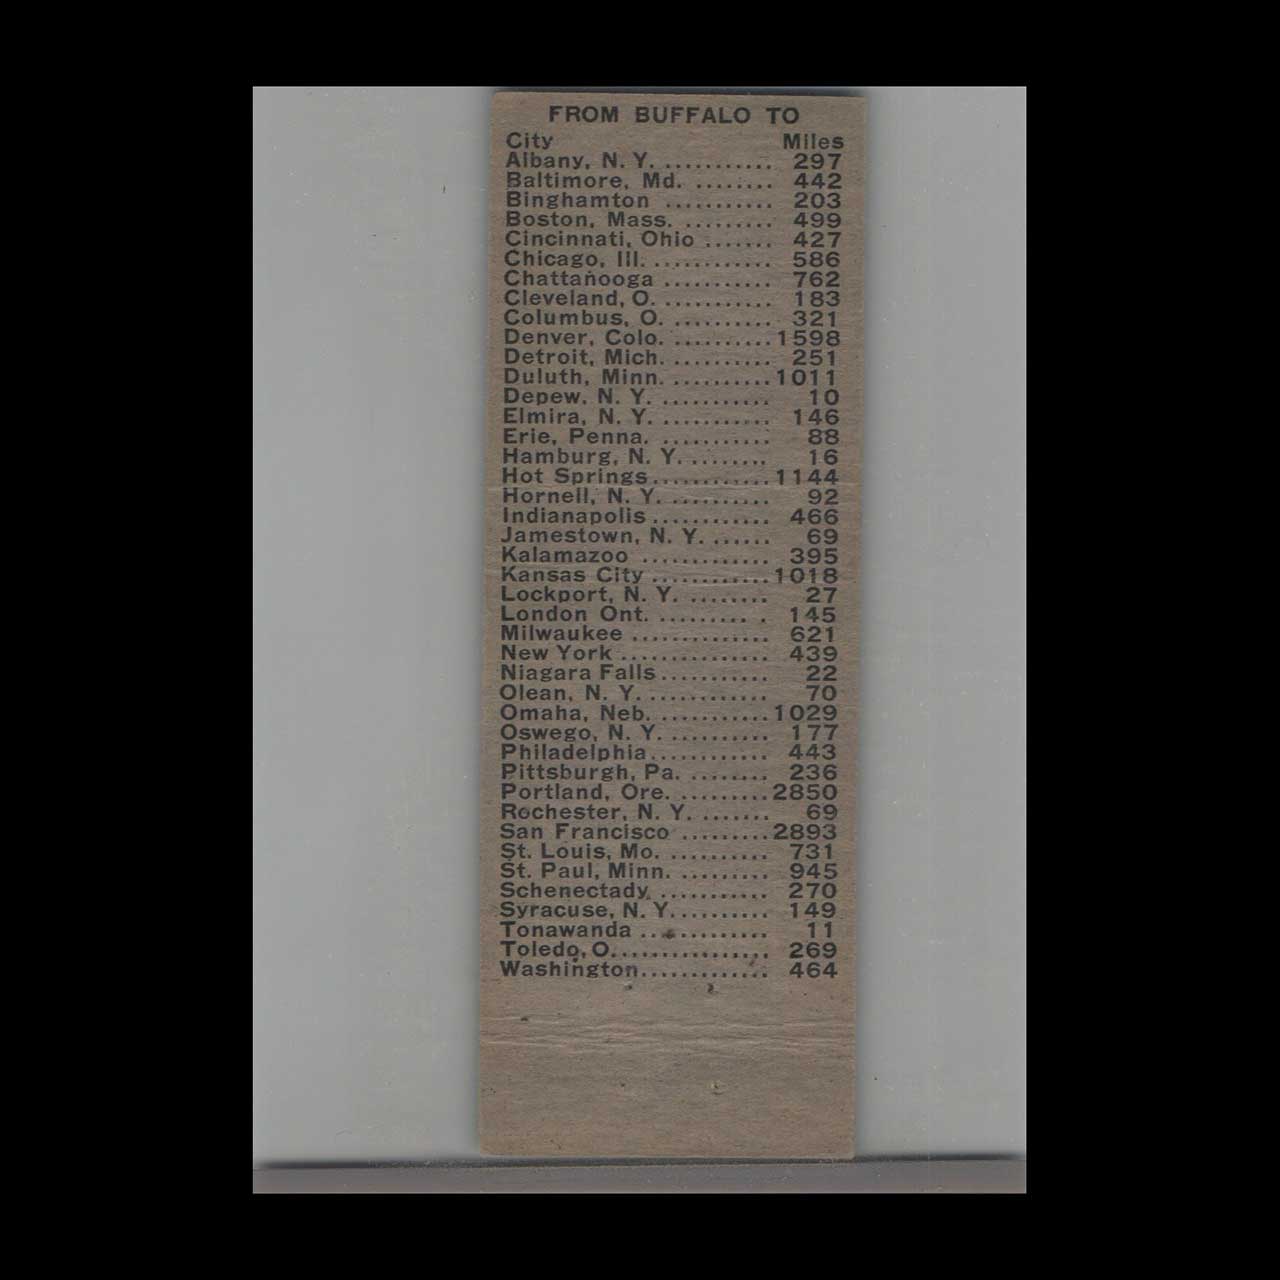 FROM BUFFALO TO
City Miles
Albany, N. Y. ........... 297
Baltimore, Md. ........ 442
Binghamton ........... 203
Boston, Mass. ......... 499
Cincinnati, Ohio ....... 427
Chicago, Ill. ............ 586
Chattanooga ........... 762
Cleveland, O. ........... 183
Columbus, O. .......... 321
Denver, Colo. ..........1598
Detroit, Mich. .......... 251
Duluth, Minn. ..........1011
Depew, N. Y. ........... 10
Elmira, N. Y. ........... 146
Erie, Penna. ........... 88
Hamburg, N. Y. ........ 16
Hot Springs............1144
Hornell, N. Y. .......... 92
Indianapolis ............ 466
Jamestown, N. Y. ...... 69
Kalamazoo ............. 395
Kansas City ............1018
Lockport, N. Y. ........ 27
London Ont. ......... . 145
Milwaukee .............. 621
New York ............... 439
Niagara Falls........... 22
Olean, N. Y. ............ 70
Omaha, Neb. ...........1029
Oswego, N. Y. .......... 177
Philadelphia............ 443
Pittsburgh, Pa. ........ 236
Portland, Ore. .........2850
Rochester, N. Y. ....... 69
San Francisco .........2893
St. Louis, Mo. .......... 731
St. Paul, Minn. ......... 945
Schenectady ........... 270
Syracuse, N. Y.......... 149
Tonawanda ............. 11
Toledo, O................ 269
Washington............. 464